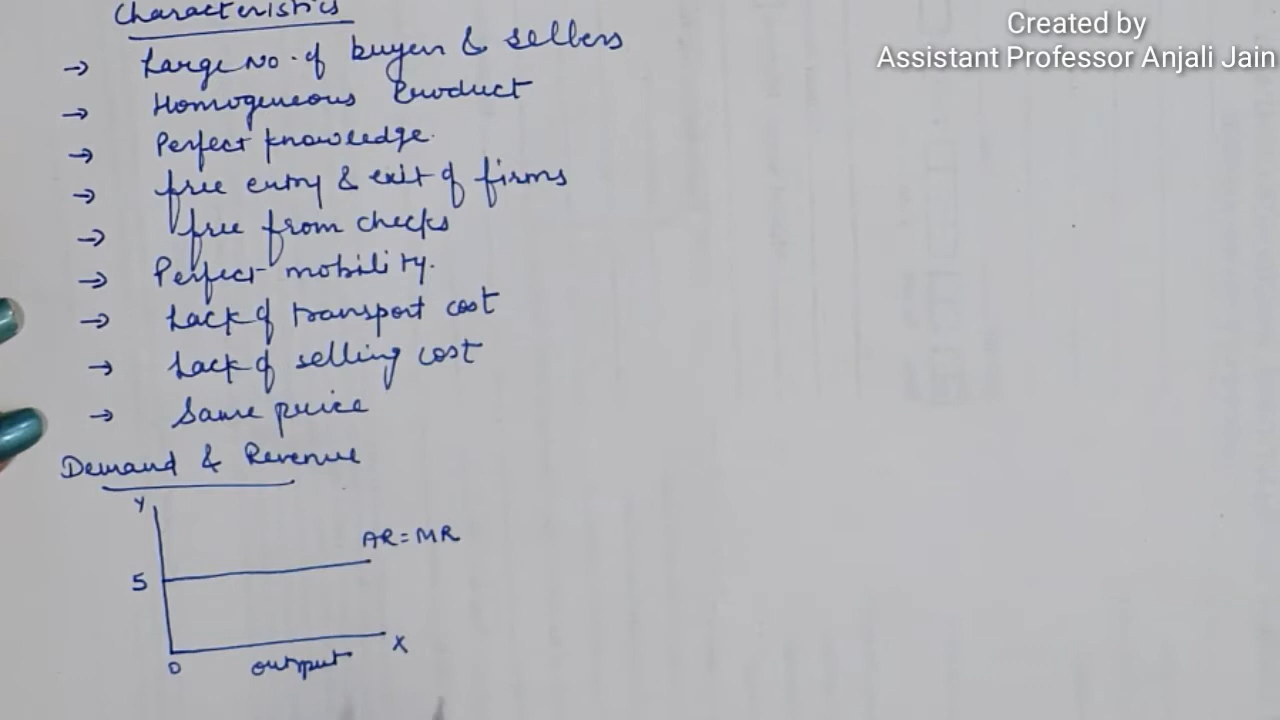 Created by
Assistant Professor Anjali Jain
Characteristics
→ Large No. of buyers & sellers
→ Homogeneous Product
→ Perfect knowledge.
→ free entry & exit of firms
→ free from checks
→ Perfect mobility.
→ Lack of transport cost
→ Lack of selling cost
→ Same price
Demand & Revenue
Y
AR = MR
5
X
0
output